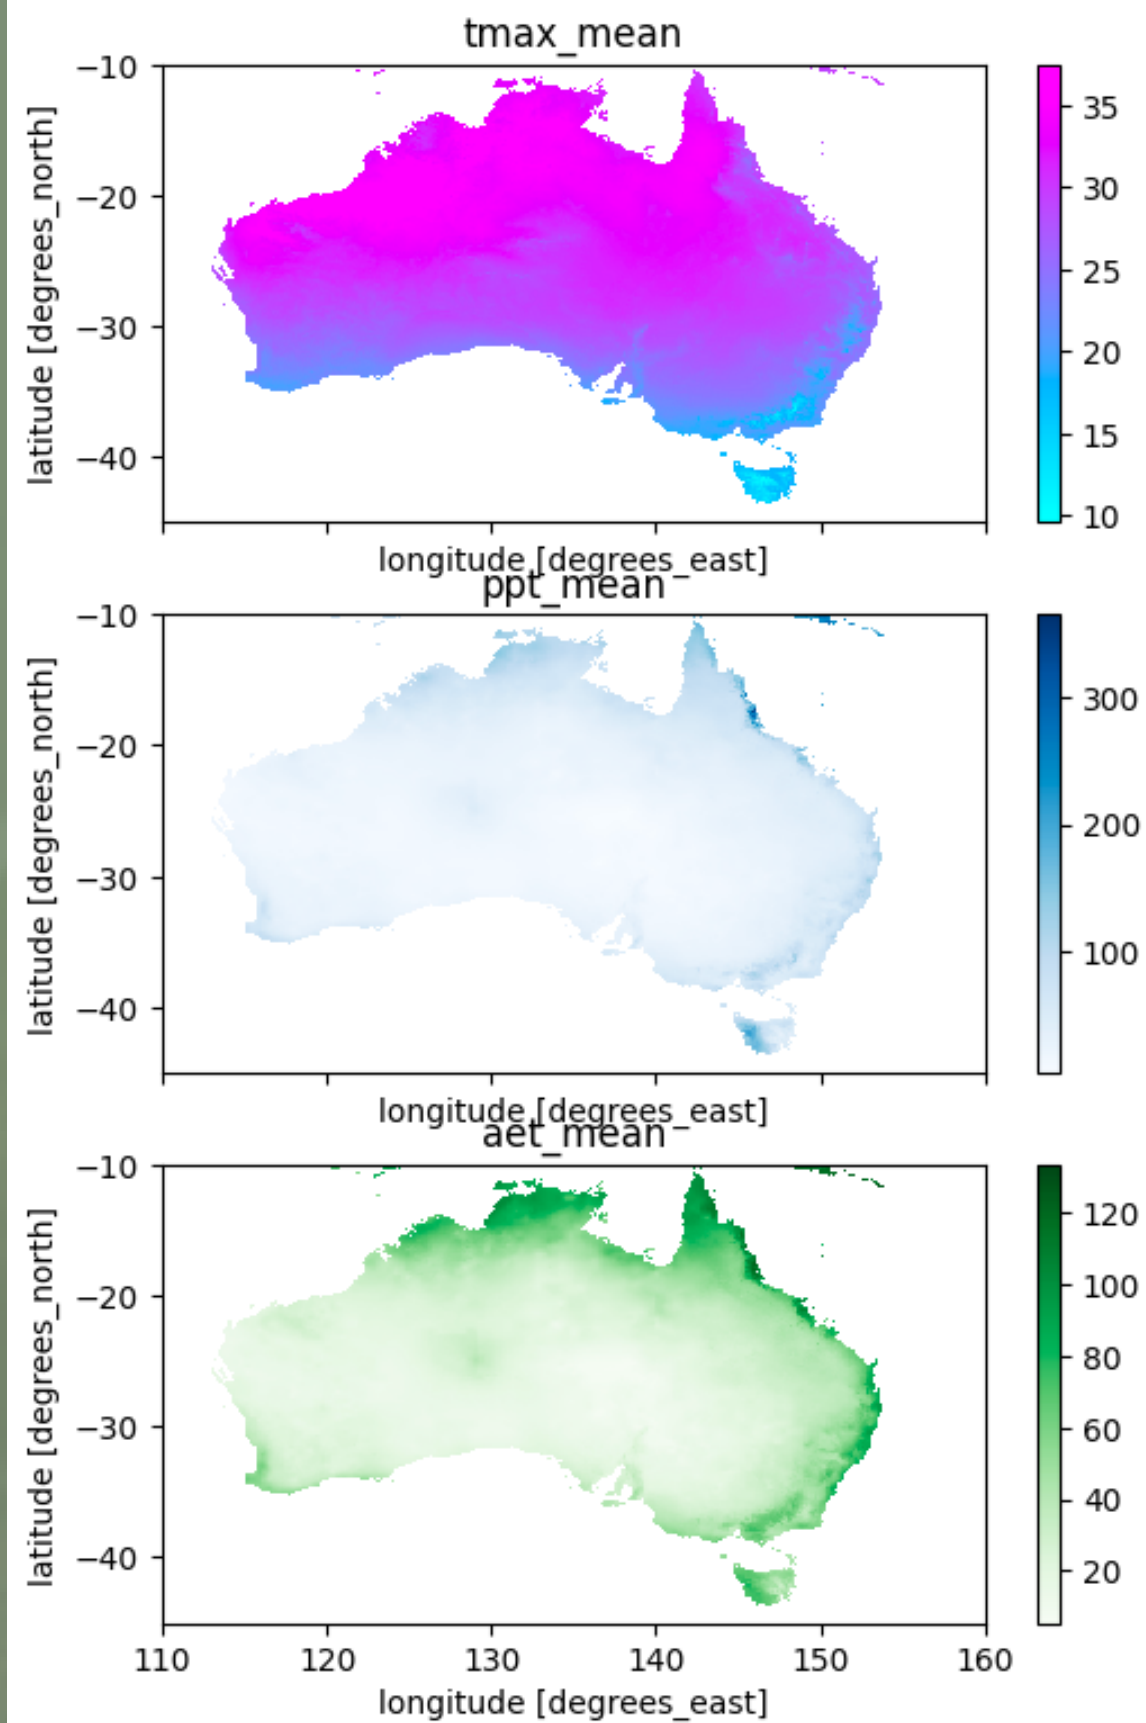 tmax_mean
−10
−20
−30
−40
latitude [degrees_north]
longitude [degrees_east]
35
30
25
20
15
10
ppt_mean
−10
−20
−30
−40
latitude [degrees_north]
longitude [degrees_east]
300
200
100
aet_mean
−10
−20
−30
−40
latitude [degrees_north]
110 120 130 140 150 160
longitude [degrees_east]
120
100
80
60
40
20